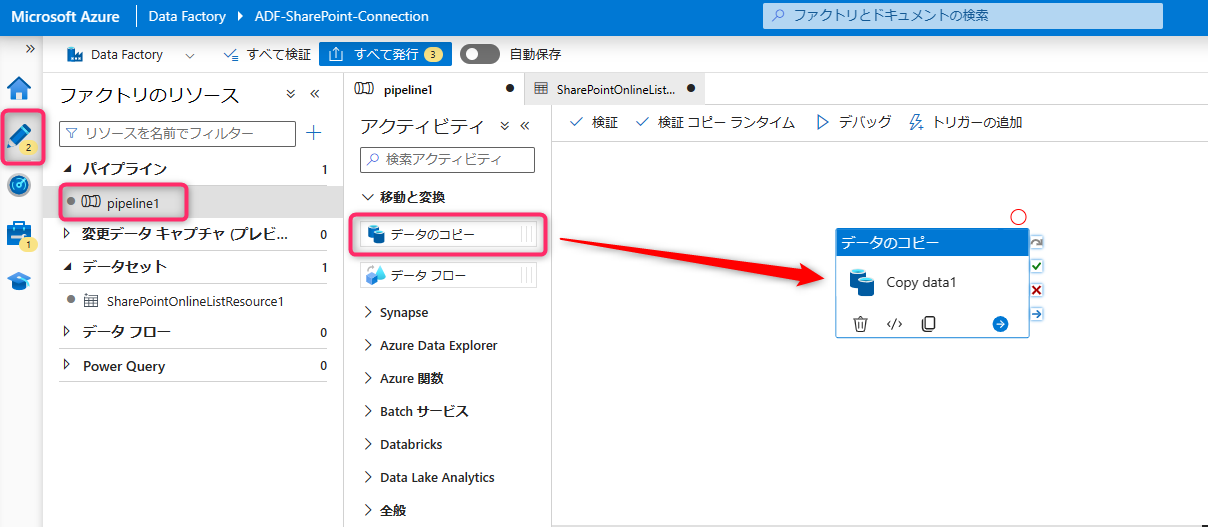 Microsoft Azure
Data Factory
ADF-SharePoint-Connection
ファクトリとドキュメントの検索
Data Factory
すべて検証
すべて発行 3
自動保存
2
1
ファクトリのリソース
リソースを名前でフィルター
パイプライン 1
pipeline1
変更データ キャプチャ (プレビ... 0
データセット 1
SharePointOnlineListResource1
データ フロー 0
Power Query 0
pipeline1
SharePointOnlineList...
アクティビティ
検索アクティビティ
移動と変換
データのコピー
データ フロー
Synapse
Azure Data Explorer
Azure 関数
Batch サービス
Databricks
Data Lake Analytics
全般
検証
検証 コピー ランタイム
デバッグ
トリガーの追加
データのコピー
Copy data1